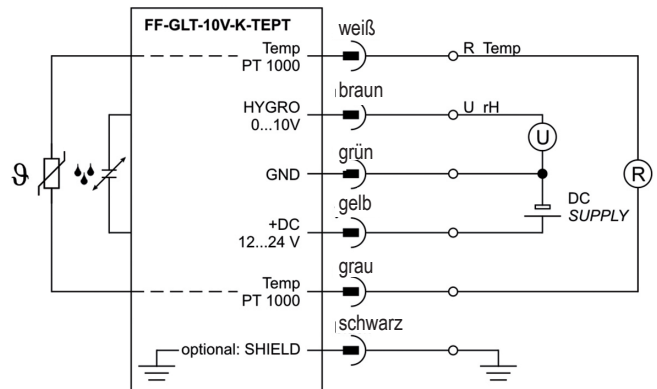 FF-GLT-10V-K-TEPT
weiß
Temp
PT 1000
R Temp
braun
HYGRO
0...10V
U rH
U
grün
GND
R
gelb
+DC
12...24 V
DC
SUPPLY
grau
Temp
PT 1000
schwarz
optional: SHIELD
ϑ